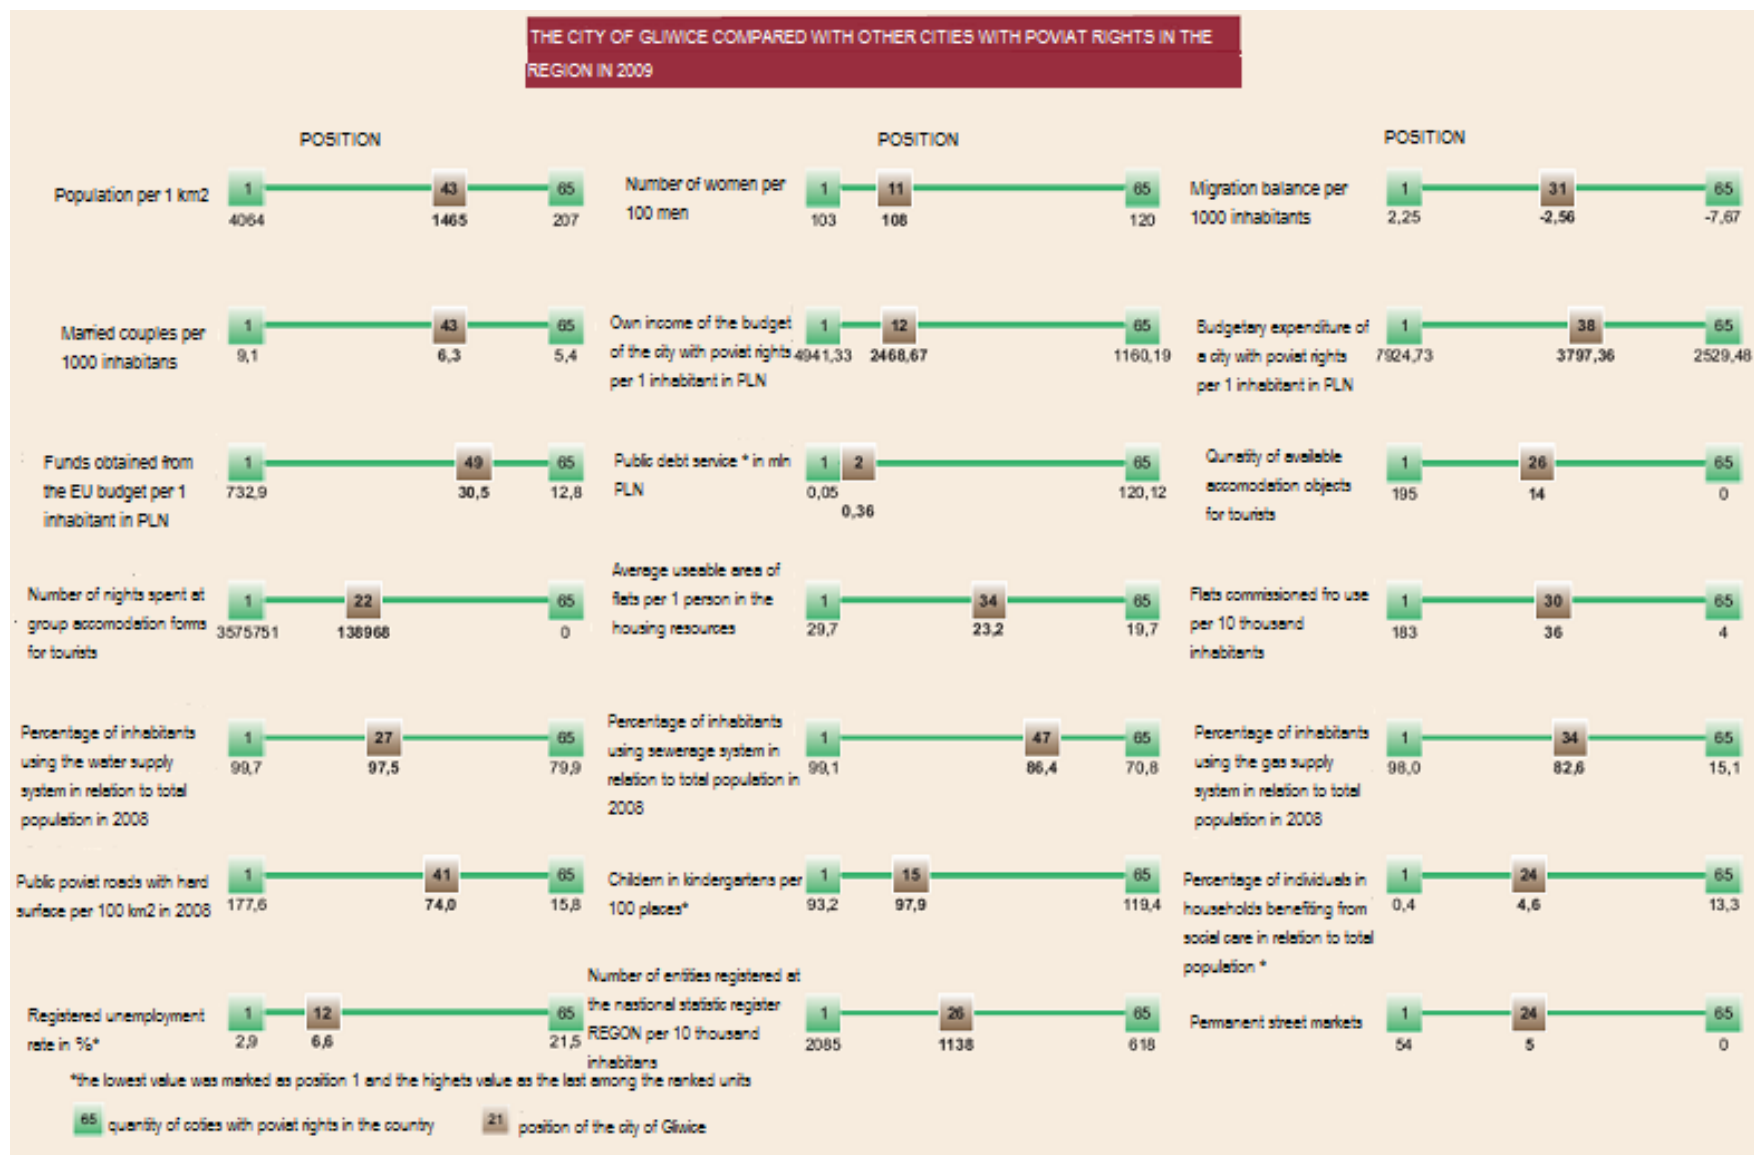 THE CITY OF GLIWICE COMPARED WITH OTHER CITIES WITH POVIAT RIGHTS IN THE
REGION IN 2009
POSITION
POSITION
POSITION
Population per 1 km2
1
43
65
4064
1465
207
Number of women per
100 men
1
11
65
103
108
120
Migration balance per
1000 inhabitants
1
31
65
2,25
-2,56
-7,67
Married couples per
1000 inhabitans
1
43
65
9,1
6,3
5,4
Own income of the budget
of the city with poviat rights
per 1 inhabitant in PLN
1
12
65
4941,33
2468,67
1160,19
Budgetary expenditure of
a city with poviat rights
per 1 inhabitant in PLN
1
38
65
7924,73
3797,36
2529,48
Funds obtained from
the EU budget per 1
inhabitant in PLN
1
49
65
732,9
30,5
12,8
Public debt service * in mln
PLN
1
2
65
0,05
0,36
120,12
Qunatity of available
accomodation objects
for tourists
1
26
65
195
14
0
Number of nights spent at
group accomodation forms
for tourists
1
22
65
3575751
138968
0
Average useable area of
flats per 1 person in the
housing resources
1
34
65
29,7
23,2
19,7
Flats commissioned fro use
per 10 thousand
inhabitants
1
30
65
183
36
4
Percentage of inhabitants
using the water supply
system in relation to total
population in 2008
1
27
65
99,7
97,5
79,9
Percentage of inhabitants
using sewerage system in
relation to total population in
2008
1
47
65
99,1
86,4
70,8
Percentage of inhabitants
using the gas supply
system in relation to total
population in 2008
1
34
65
98,0
82,6
15,1
Public poviat roads with hard
surface per 100 km2 in 2008
1
41
65
177,6
74,0
15,8
Childern in kindergartens per
100 places*
1
15
65
93,2
97,9
119,4
Percentage of individuals in
households benefiting from
social care in relation to total
population *
1
24
65
0,4
4,6
13,3
Registered unemployment
rate in %*
1
12
65
2,9
6,6
21,5
Number of entities registered at
the nastional statistic register
REGON per 10 thousand
inhabitans
1
26
65
2085
1138
618
Permanent street markets
1
24
65
54
5
0
*the lowest value was marked as position 1 and the highets value as the last among the ranked units
65 quantity of coties with poviat rights in the country
21 position of the city of Gliwice